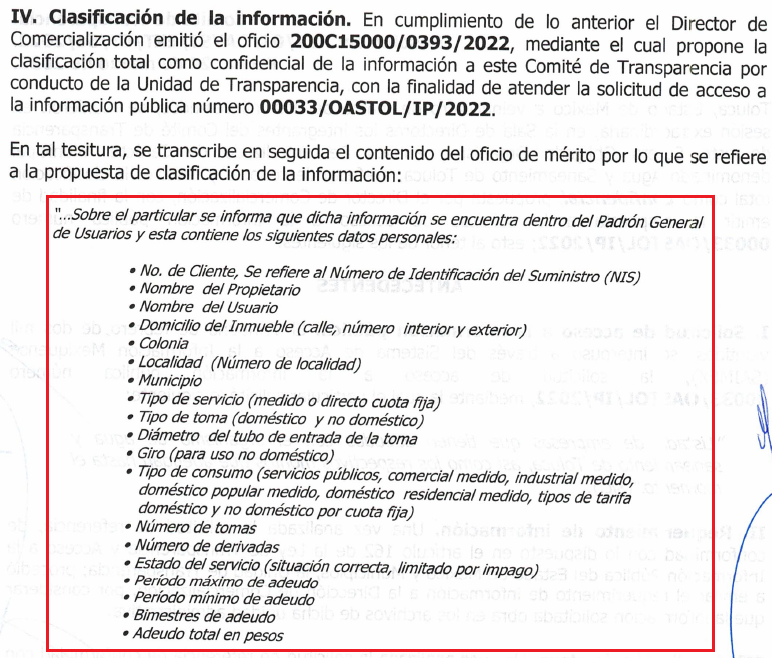 IV. Clasificación de la información. En cumplimiento de lo anterior el Director de
Comercialización emitió el oficio 200C15000/0393/2022, mediante el cual propone la
clasificación total como confidencial de la información a este Comité de Transparencia por
conducto de la Unidad de Transparencia, con la finalidad de atender la solicitud de acceso a
la información pública número 00033/OASTOL/IP/2022.
En tal tesitura, se transcribe en seguida el contenido del oficio de mérito por lo que se refiere
a la propuesta de clasificación de la información:
"...Sobre el particular se informa que dicha información se encuentra dentro del Padrón General
de Usuarios y esta contiene los siguientes datos personales:
• No. de Cliente, Se refiere al Número de Identificación del Suministro (NIS)
• Nombre del Propietario
• Nombre del Usuario
• Domicilio del Inmueble (calle, número interior y exterior)
• Colonia
• Localidad (Número de localidad)
• Municipio
• Tipo de servicio (medido o directo cuota fija)
• Tipo de toma (doméstico y no doméstico)
• Diámetro del tubo de entrada de la toma
• Giro (para uso no doméstico)
• Tipo de consumo (servicios públicos, comercial medido, industrial medido,
doméstico popular medido, doméstico residencial medido, tipos de tarifa
doméstico y no doméstico por cuota fija)
• Número de tomas
• Número de derivadas
• Estado del servicio (situación correcta, limitado por impago)
• Período máximo de adeudo
• Período mínimo de adeudo
• Bimestres de adeudo
• Adeudo total en pesos